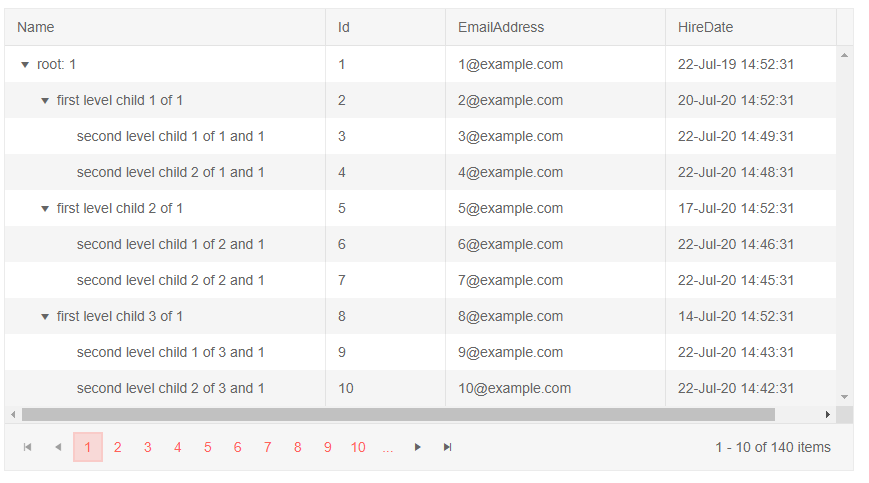 Name Id EmailAddress HireDate
root: 1 1 1@example.com 22-Jul-19 14:52:31
first level child 1 of 1 2 2@example.com 20-Jul-20 14:52:31
second level child 1 of 1 and 1 3 3@example.com 22-Jul-20 14:49:31
second level child 2 of 1 and 1 4 4@example.com 22-Jul-20 14:48:31
first level child 2 of 1 5 5@example.com 17-Jul-20 14:52:31
second level child 1 of 2 and 1 6 6@example.com 22-Jul-20 14:46:31
second level child 2 of 2 and 1 7 7@example.com 22-Jul-20 14:45:31
first level child 3 of 1 8 8@example.com 14-Jul-20 14:52:31
second level child 1 of 3 and 1 9 9@example.com 22-Jul-20 14:43:31
second level child 2 of 3 and 1 10 10@example.com 22-Jul-20 14:42:31
1 2 3 4 5 6 7 8 9 10 ... 1 - 10 of 140 items